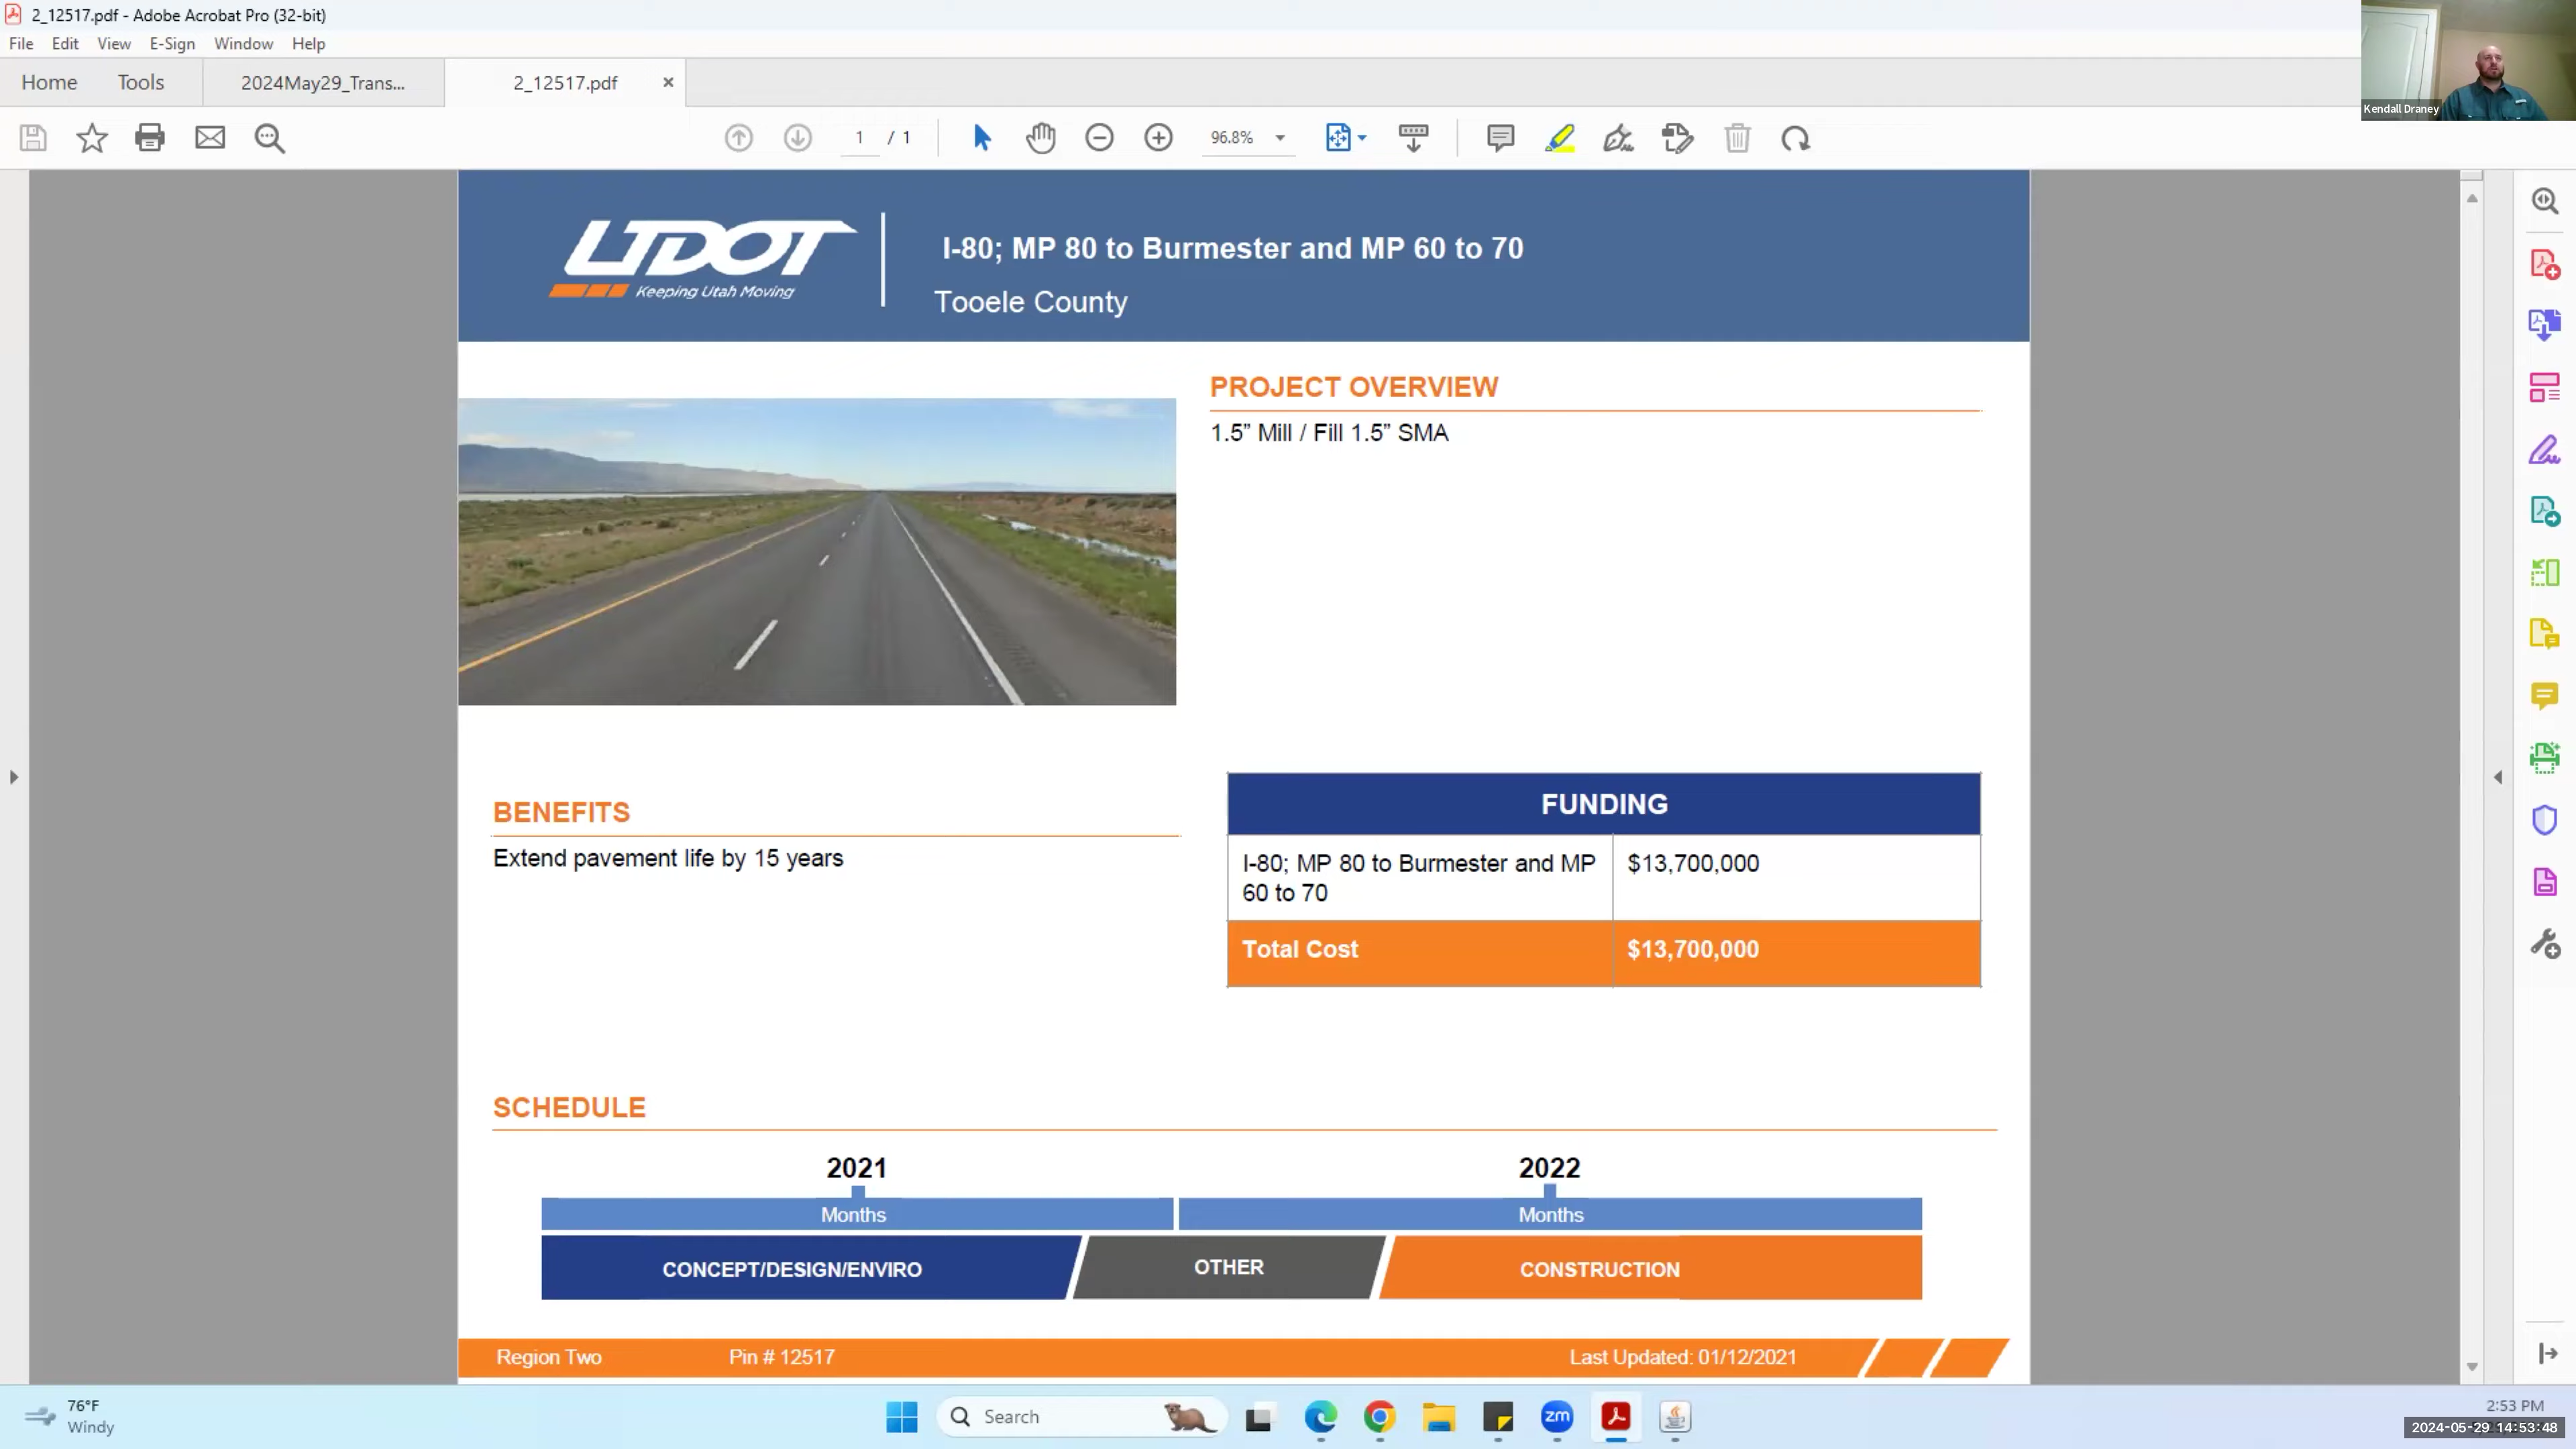 2_12517.pdf - Adobe Acrobat Pro (32-bit)
File Edit View E-Sign Window Help
Home Tools 2024May29_Trans... 2_12517.pdf
1 / 1 96.8%
Kendall Draney
UDOT
Keeping Utah Moving
I-80; MP 80 to Burmester and MP 60 to 70
Tooele County
PROJECT OVERVIEW
1.5” Mill / Fill 1.5” SMA
BENEFITS
Extend pavement life by 15 years
FUNDING
I-80; MP 80 to Burmester and MP
60 to 70
$13,700,000
Total Cost $13,700,000
SCHEDULE
2021 2022
Months Months
CONCEPT/DESIGN/ENVIRO OTHER CONSTRUCTION
Region Two Pin # 12517 Last Updated: 01/12/2021
76°F
Windy
Search
zm
2:53 PM
2024-05-29 14:53:48